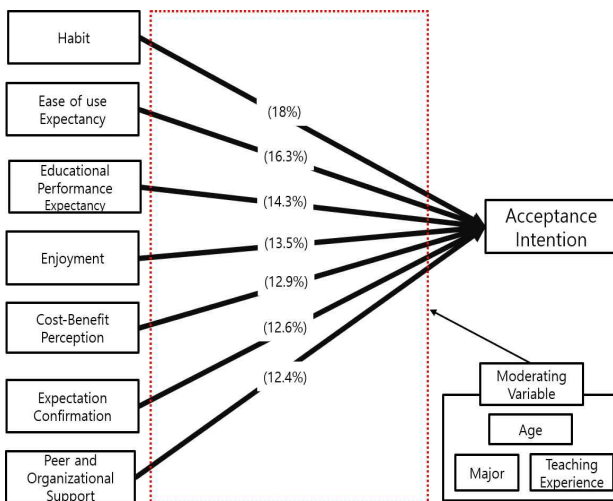 Habit
(18%)
Ease of use
Expectancy
(16.3%)
Educational
Performance
Expectancy
(14.3%)
Acceptance
Intention
Enjoyment
(13.5%)
(12.9%)
Cost-Benefit
Perception
(12.6%)
Expectation
Confirmation
(12.4%)
Moderating
Variable
Age
Peer and
Organizational
Support
Major
Teaching
Experience